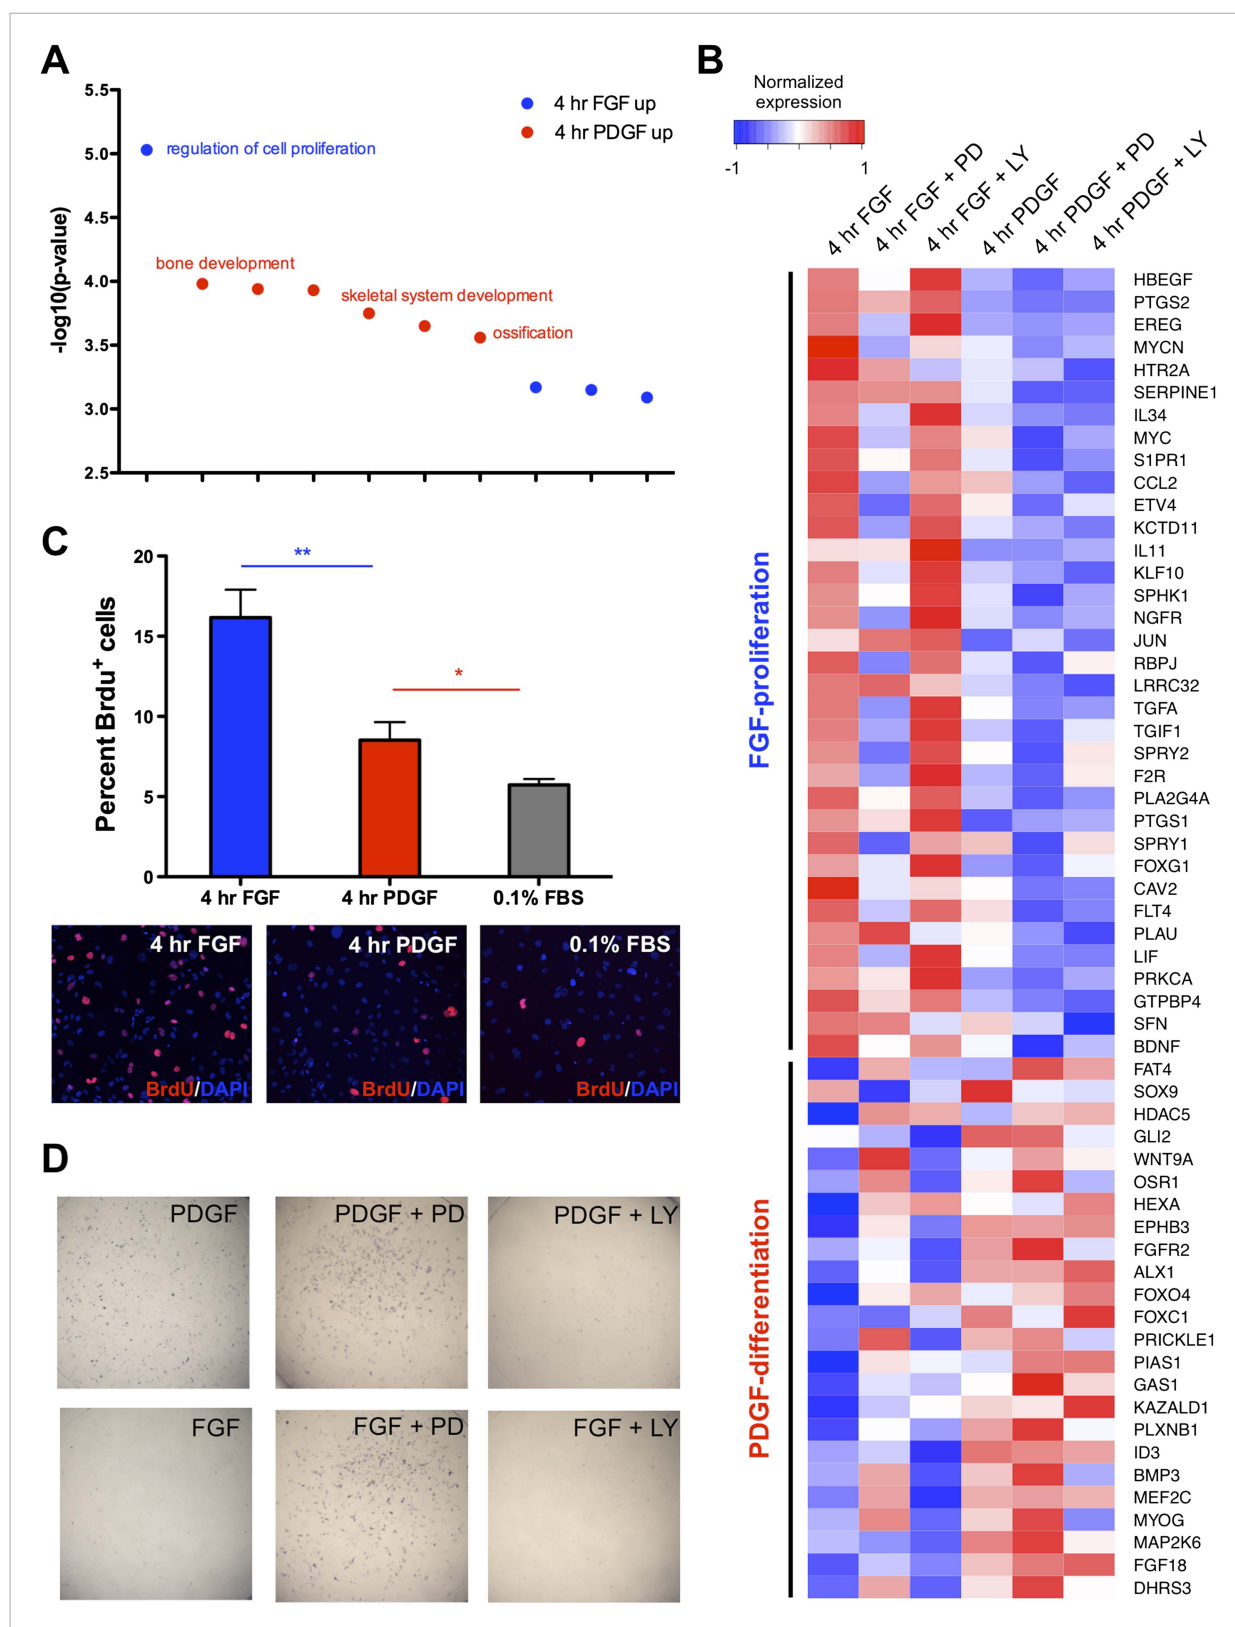 A
5.5
5.0
4.5
4.0
3.5
3.0
2.5
-log10(p-value)
4 hr FGF up
4 hr PDGF up
regulation of cell proliferation
bone development
skeletal system development
ossification
B
Normalized
expression
-1
1
4 hr FGF
4 hr FGF + PD
4 hr FGF + LY
4 hr PDGF
4 hr PDGF + PD
4 hr PDGF + LY
FGF-proliferation
HBEGF
PTGS2
EREG
MYCN
HTR2A
SERPINE1
IL34
MYC
S1PR1
CCL2
ETV4
KCTD11
IL11
KLF10
SPHK1
NGFR
JUN
RBPJ
LRRC32
TGFA
TGIF1
SPRY2
F2R
PLA2G4A
PTGS1
SPRY1
FOXG1
CAV2
FLT4
PLAU
LIF
PRKCA
GTPBP4
SFN
BDNF
PDGF-differentiation
FAT4
SOX9
HDAC5
GLI2
WNT9A
OSR1
HEXA
EPHB3
FGFR2
ALX1
FOXO4
FOXC1
PRICKLE1
PIAS1
GAS1
KAZALD1
PLXNB1
ID3
BMP3
MEF2C
MYOG
MAP2K6
FGF18
DHRS3
C
20
15
10
5
0
Percent Brdu+ cells
**
*
4 hr FGF
4 hr PDGF
0.1% FBS
4 hr FGF
BrdU/DAPI
4 hr PDGF
BrdU/DAPI
0.1% FBS
BrdU/DAPI
D
PDGF
PDGF + PD
PDGF + LY
FGF
FGF + PD
FGF + LY